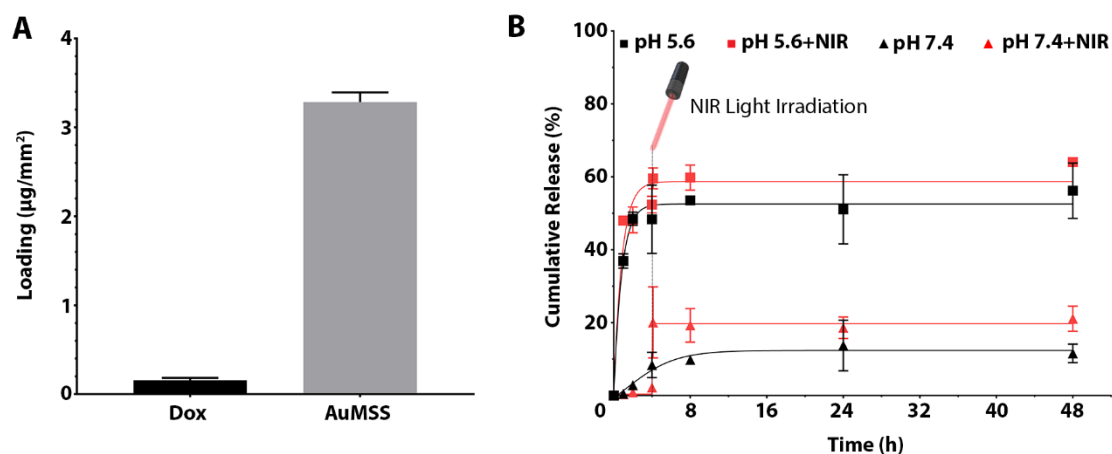 A
Loading (µg/mm²)
4
3
2
1
0
Dox
AuMSS
B
Cumulative Release (%)
100
80
60
40
20
0
pH 5.6
pH 5.6+NIR
pH 7.4
pH 7.4+NIR
NIR Light Irradiation
8
16
24
32
40
48
Time (h)